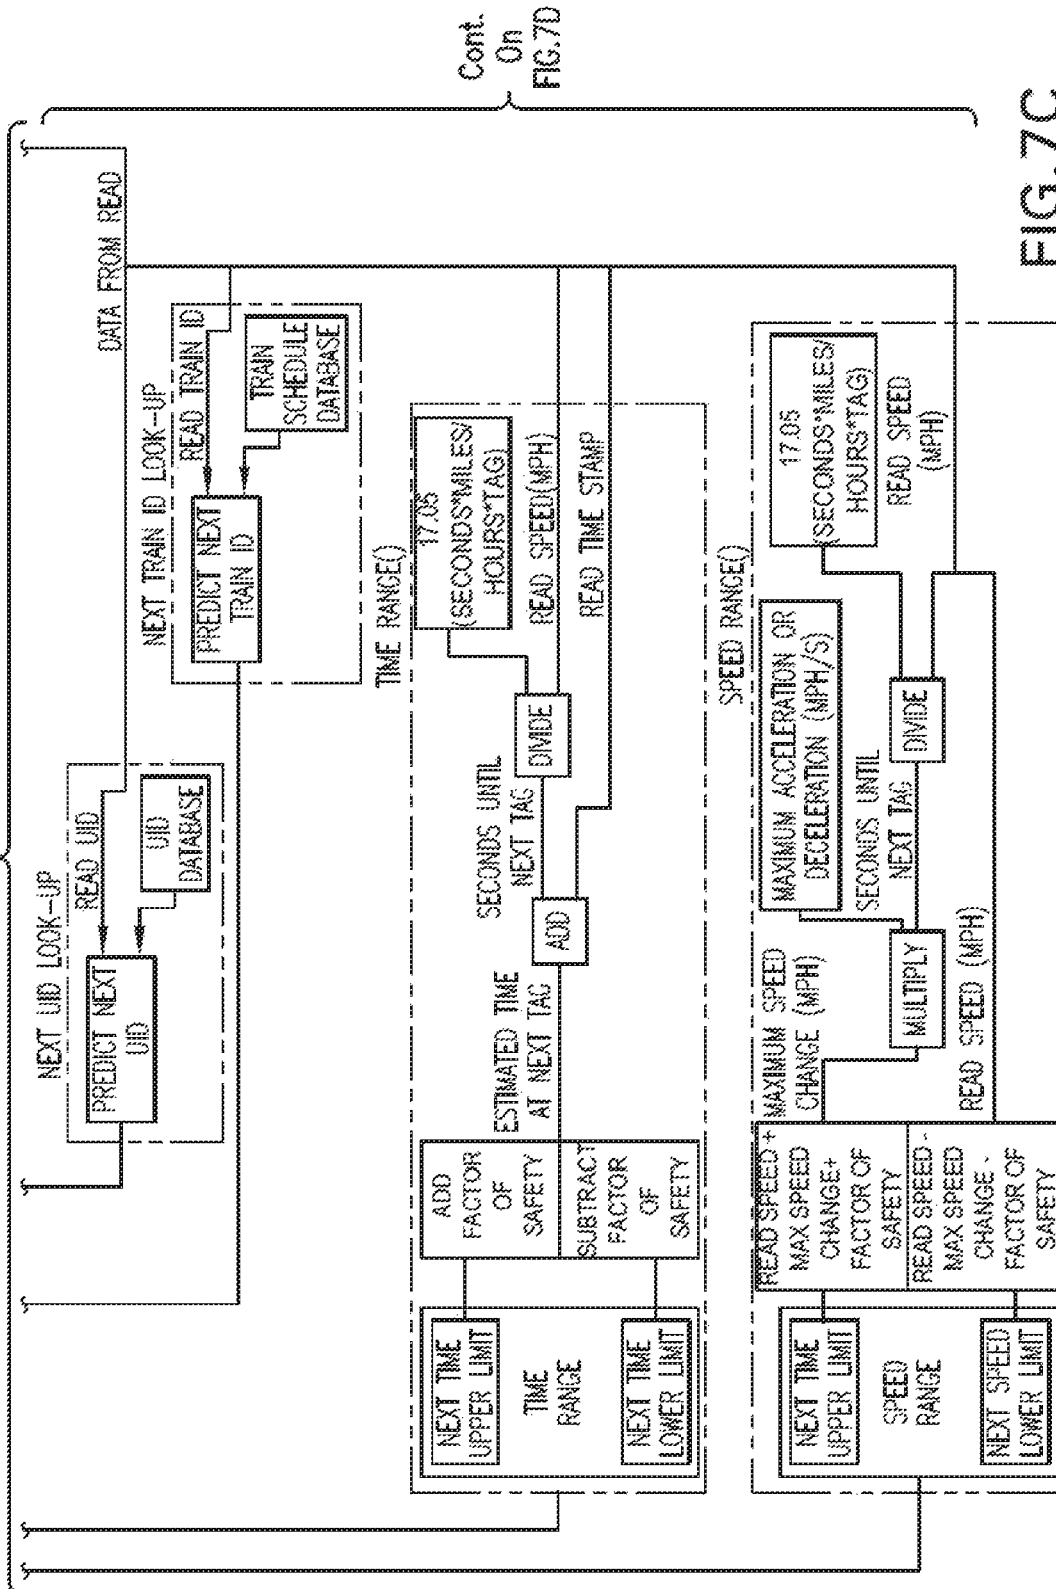 Cont.
On
FIG.7D
DATA FROM READ
NEXT UID LOOK-UP
READ UID
PREDICT NEXT
UID
UID
DATABASE
NEXT TRAIN ID LOOK-UP
READ TRAIN ID
PREDICT NEXT
TRAIN ID
TRAIN
SCHEDULE
DATABASE
TIME RANGE()
17.05
(SECONDS*MILES/
HOURS*TAG)
READ SPEED(MPH)
READ TIME STAMP
DIVIDE
SECONDS UNTIL
NEXT TAG
ADD
ESTIMATED TIME
AT NEXT TAG
ADD
FACTOR
OF
SAFETY
SUBTRACT
FACTOR
OF
SAFETY
NEXT TIME
UPPER LIMIT
TIME
RANGE
NEXT TIME
LOWER LIMIT
SPEED RANGE()
17.05
(SECONDS*MILES/
HOURS*TAG)
READ SPEED
(MPH)
MAXIMUM ACCELERATION OR
DECELERATION (MPH/S)
DIVIDE
SECONDS UNTIL
NEXT TAG
MULTIPLY
MAXIMUM SPEED
CHANGE (MPH)
READ SPEED (MPH)
READ SPEED+
MAX SPEED
CHANGE+
FACTOR OF
SAFETY
READ SPEED-
MAX SPEED
CHANGE -
FACTOR OF
SAFETY
NEXT TIME
UPPER LIMIT
SPEED
RANGE
NEXT SPEED
LOWER LIMIT
FIG.7C